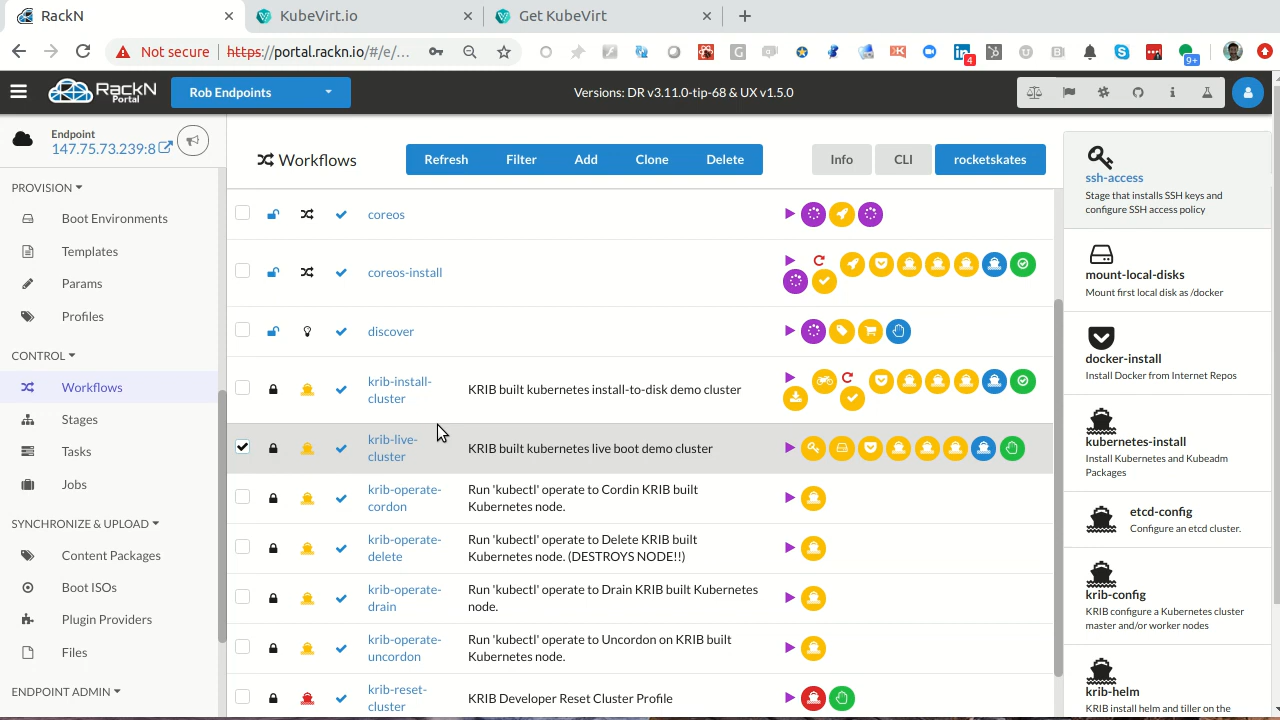 RackN
KubeVirt.io
Get KubeVirt
Not secure
https://portal.rackn.io/#/e/...
4
9+
RackN
Portal
Rob Endpoints
Versions: DR v3.11.0-tip-68 & UX v1.5.0
Endpoint
147.75.73.239:8
PROVISION
Boot Environments
Templates
Params
Profiles
CONTROL
Workflows
Stages
Tasks
Jobs
SYNCHRONIZE & UPLOAD
Content Packages
Boot ISOs
Plugin Providers
Files
ENDPOINT ADMIN
Workflows
Refresh
Filter
Add
Clone
Delete
Info
CLI
rocketskates
coreos
coreos-install
discover
krib-install-
cluster
KRIB built kubernetes install-to-disk demo cluster
krib-live-
cluster
KRIB built kubernetes live boot demo cluster
krib-operate-
cordon
Run 'kubectl' operate to Cordin KRIB built
Kubernetes node.
krib-operate-
delete
Run 'kubectl' operate to Delete KRIB built
Kubernetes node. (DESTROYS NODE!!)
krib-operate-
drain
Run 'kubectl' operate to Drain KRIB built Kubernetes
node.
krib-operate-
uncordon
Run 'kubectl' operate to Uncordon on KRIB built
Kubernetes node.
krib-reset-
cluster
KRIB Developer Reset Cluster Profile
ssh-access
Stage that installs SSH keys and
configure SSH access policy
mount-local-disks
Mount first local disk as /docker
docker-install
Install Docker from Internet Repos
kubernetes-install
Install Kubernetes and Kubeadm
Packages
etcd-config
Configure an etcd cluster.
krib-config
KRIB configure a Kubernetes cluster
master and/or worker nodes
krib-helm
KRIB install helm and tiller on the